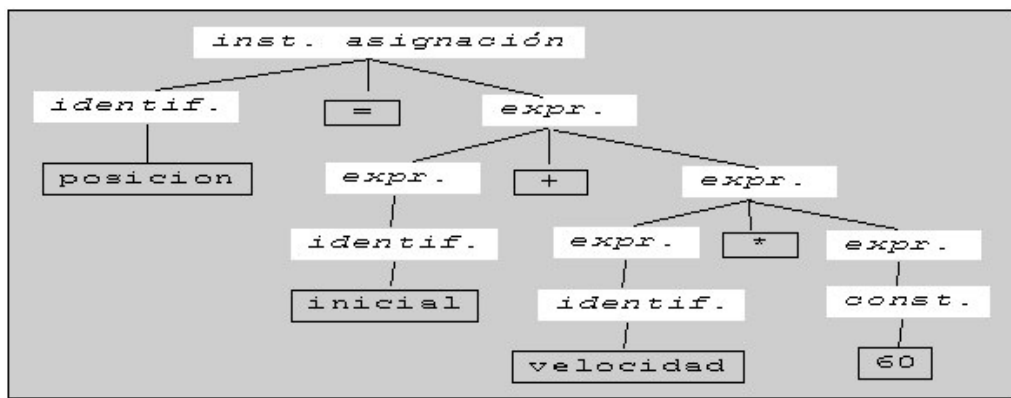 inst. asignación
identif.
=
expr.
posicion
expr.
+
expr.
identif.
expr.
*
expr.
inicial
identif.
const.
velocidad
60